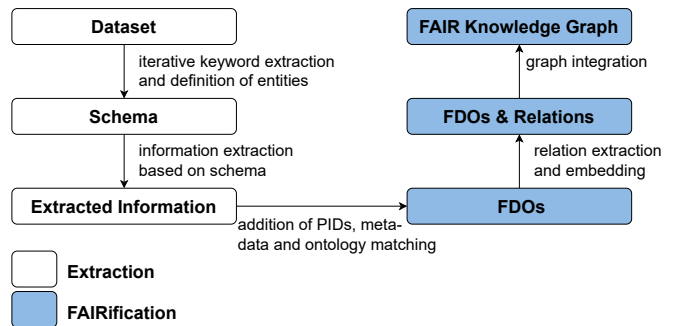 Dataset
iterative keyword extraction
and definition of entities
Schema
information extraction
based on schema
Extracted Information
addition of PIDs, meta-
data and ontology matching
FDOs
relation extraction
and embedding
FDOs & Relations
graph integration
FAIR Knowledge Graph
Extraction
FAIRification